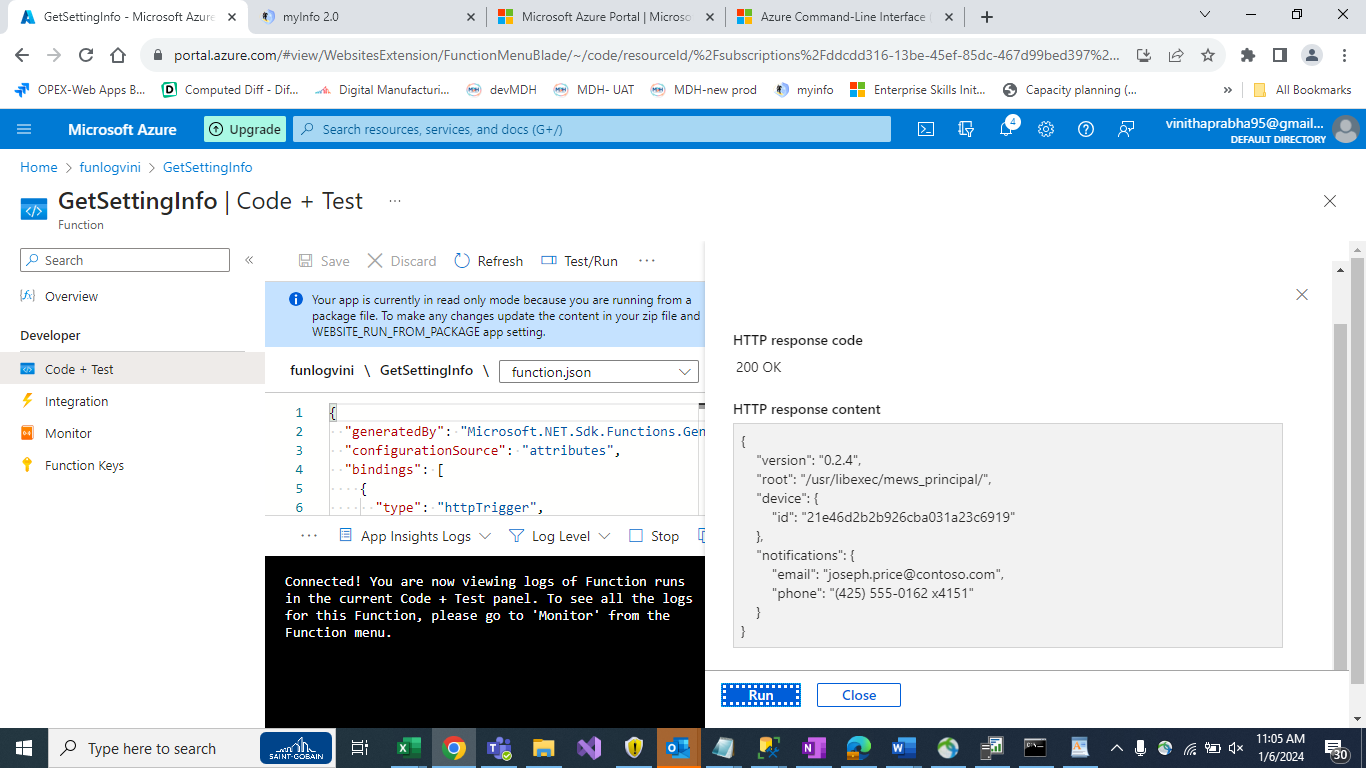 GetSettingInfo - Microsoft Azure
myInfo 2.0
Microsoft Azure Portal | Microso
Azure Command-Line Interface
portal.azure.com/#view/WebsitesExtension/FunctionMenuBlade/~/code/resourceId/%2Fsubscriptions%2Fddcdd316-13be-45ef-85dc-467d99bed397%2...
OPEX-Web Apps B...
Computed Diff - Dif...
Digital Manufacturi...
devMDH
MDH- UAT
MDH-new prod
myinfo
Enterprise Skills Init...
Capacity planning (...
»
All Bookmarks
Microsoft Azure
Upgrade
Search resources, services, and docs (G+/)
4
vinithaprabha95@gmail...
DEFAULT DIRECTORY
Home > funlogvini > GetSettingInfo
GetSettingInfo | Code + Test ...
Function
Search
«
Overview
Developer
Code + Test
Integration
Monitor
Function Keys
Save
Discard
Refresh
Test/Run
...
Your app is currently in read only mode because you are running from a
package file. To make any changes update the content in your zip file and
WEBSITE_RUN_FROM_PACKAGE app setting.
funlogvini \ GetSettingInfo \ function.json
1 {
2 "generatedBy": "Microsoft.NET.Sdk.Functions.Gen
3 "configurationSource": "attributes",
4 "bindings": [
5 {
6 "type": "httpTrigger",
... App Insights Logs
Log Level
Stop
Connected! You are now viewing logs of Function runs
in the current Code + Test panel. To see all the logs
for this Function, please go to 'Monitor' from the
Function menu.
HTTP response code
200 OK
HTTP response content
{
"version": "0.2.4",
"root": "/usr/libexec/mews_principal/",
"device": {
"id": "21e46d2b2b926cba031a23c6919"
},
"notifications": {
"email": "joseph.price@contoso.com",
"phone": "(425) 555-0162 x4151"
}
}
Run
Close
Type here to search
SAINT-GOBAIN
11:05 AM
1/6/2024
30